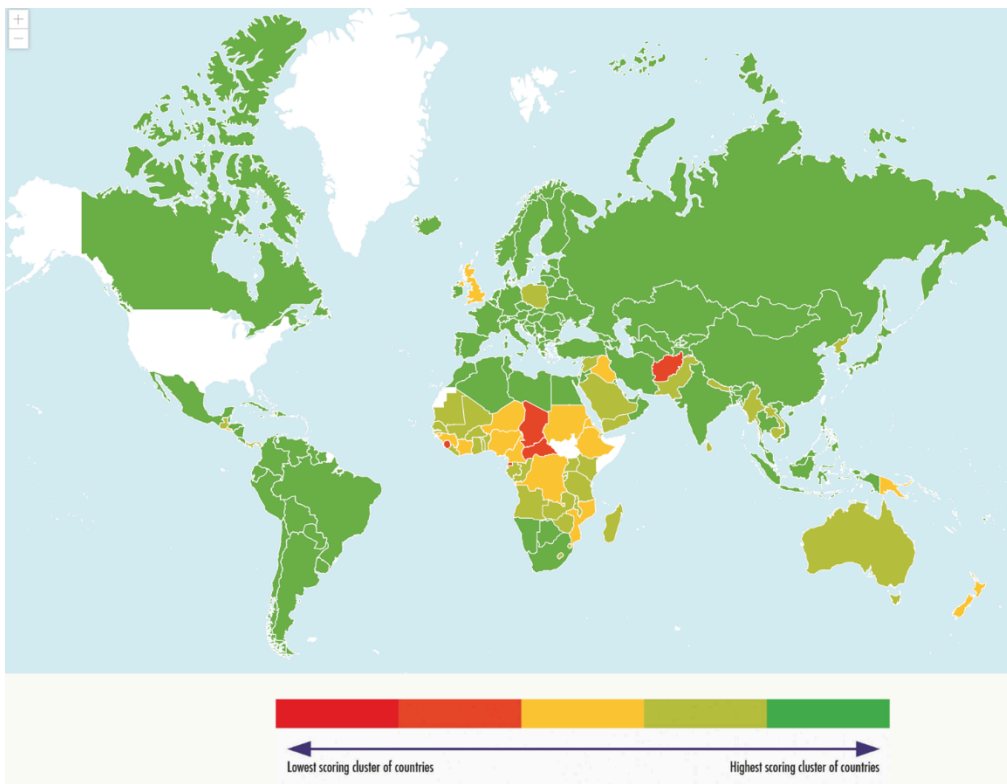 +
−
Lowest scoring cluster of countries
Highest scoring cluster of countries